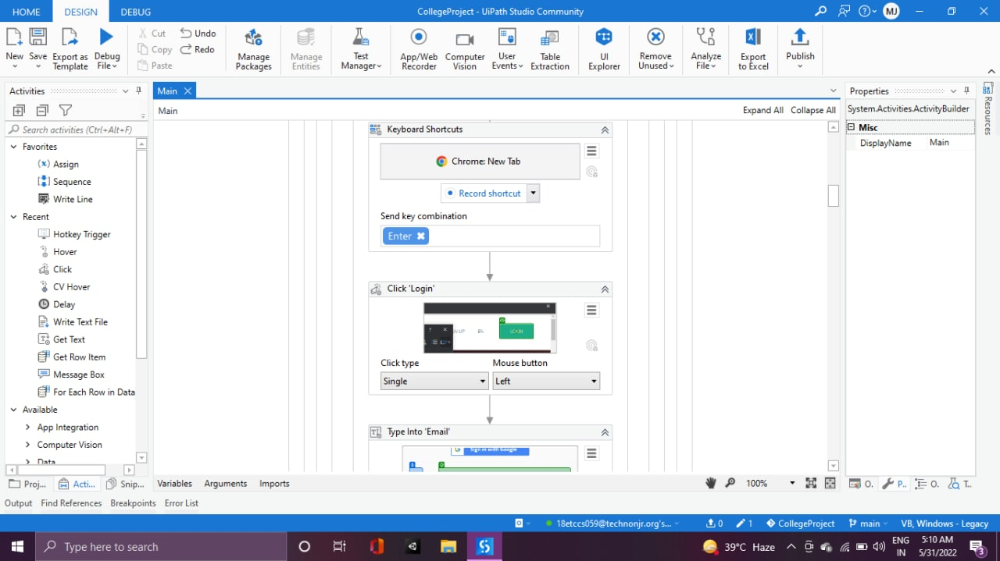 HOME DESIGN DEBUG CollegeProject - UiPath Studio Community MJ
Cut Undo
Copy Redo
Paste
New Save Export as Template Debug File Manage Packages Manage Entities Test Manager App/Web Recorder Computer Vision User Events Table Extraction UI Explorer Remove Unused Analyze File Export to Excel Publish
Activities
Search activities (Ctrl+Alt+F)
Favorites
Assign
Sequence
Write Line
Recent
Hotkey Trigger
Hover
Click
CV Hover
Delay
Write Text File
Get Text
Get Row Item
Message Box
For Each Row in Data
Available
App Integration
Computer Vision
Data
Proj... Acti... Snip...
Main
Main Expand All Collapse All
Keyboard Shortcuts
Chrome: New Tab
Record shortcut
Send key combination
Enter
Click 'Login'
EN LOGIN
Click type Mouse button
Single Left
Type Into 'Email'
Sign in with Google
Variables Arguments Imports 100%
Properties
System.Activities.ActivityBuilder
Misc
DisplayName Main
Resources
O. P.. O. T..
Output Find References Breakpoints Error List
18etccs059@technonjr.org's... 0 1 CollegeProject main VB, Windows - Legacy
Type here to search 39°C Haze ENG IN 5:10 AM 5/31/2022 3